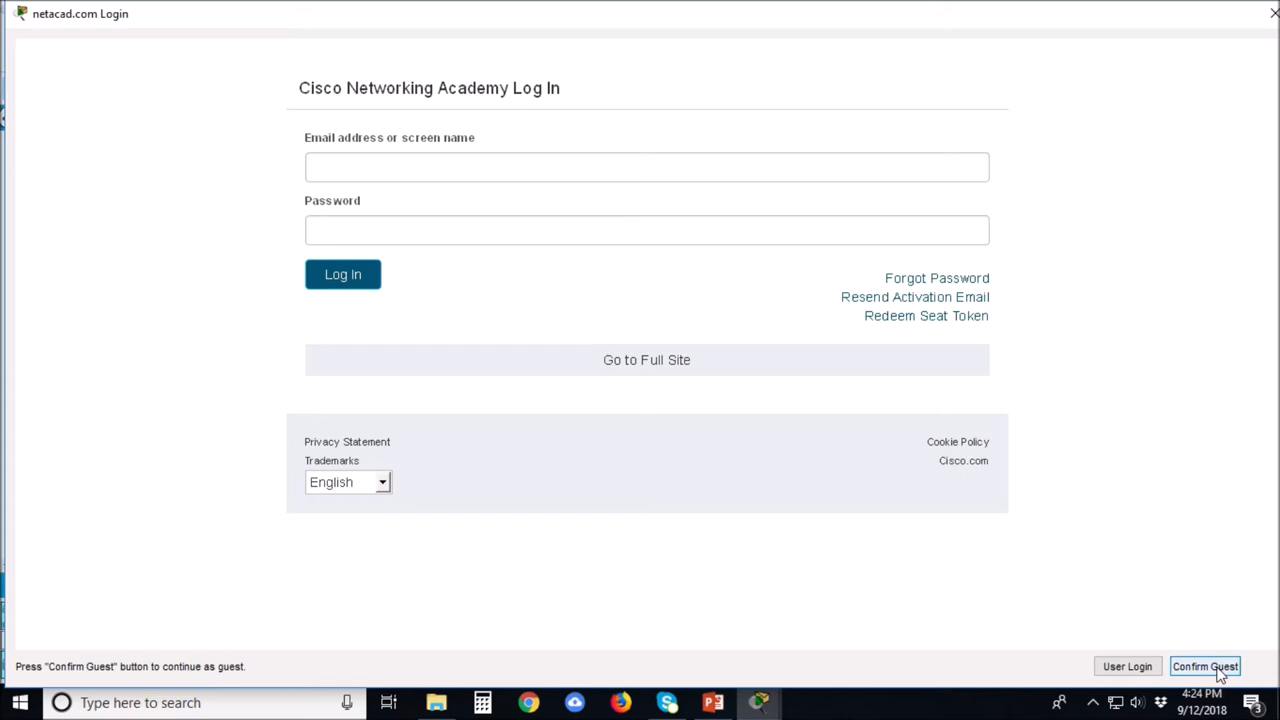 netacad.com Login
Cisco Networking Academy Log In
Email address or screen name
Password
Log In
Forgot Password
Resend Activation Email
Redeem Seat Token
Go to Full Site
Privacy Statement
Cookie Policy
Trademarks
Cisco.com
English
Press "Confirm Guest" button to continue as guest.
User Login
Confirm Guest
Type here to search
4:24 PM
9/12/2018
3